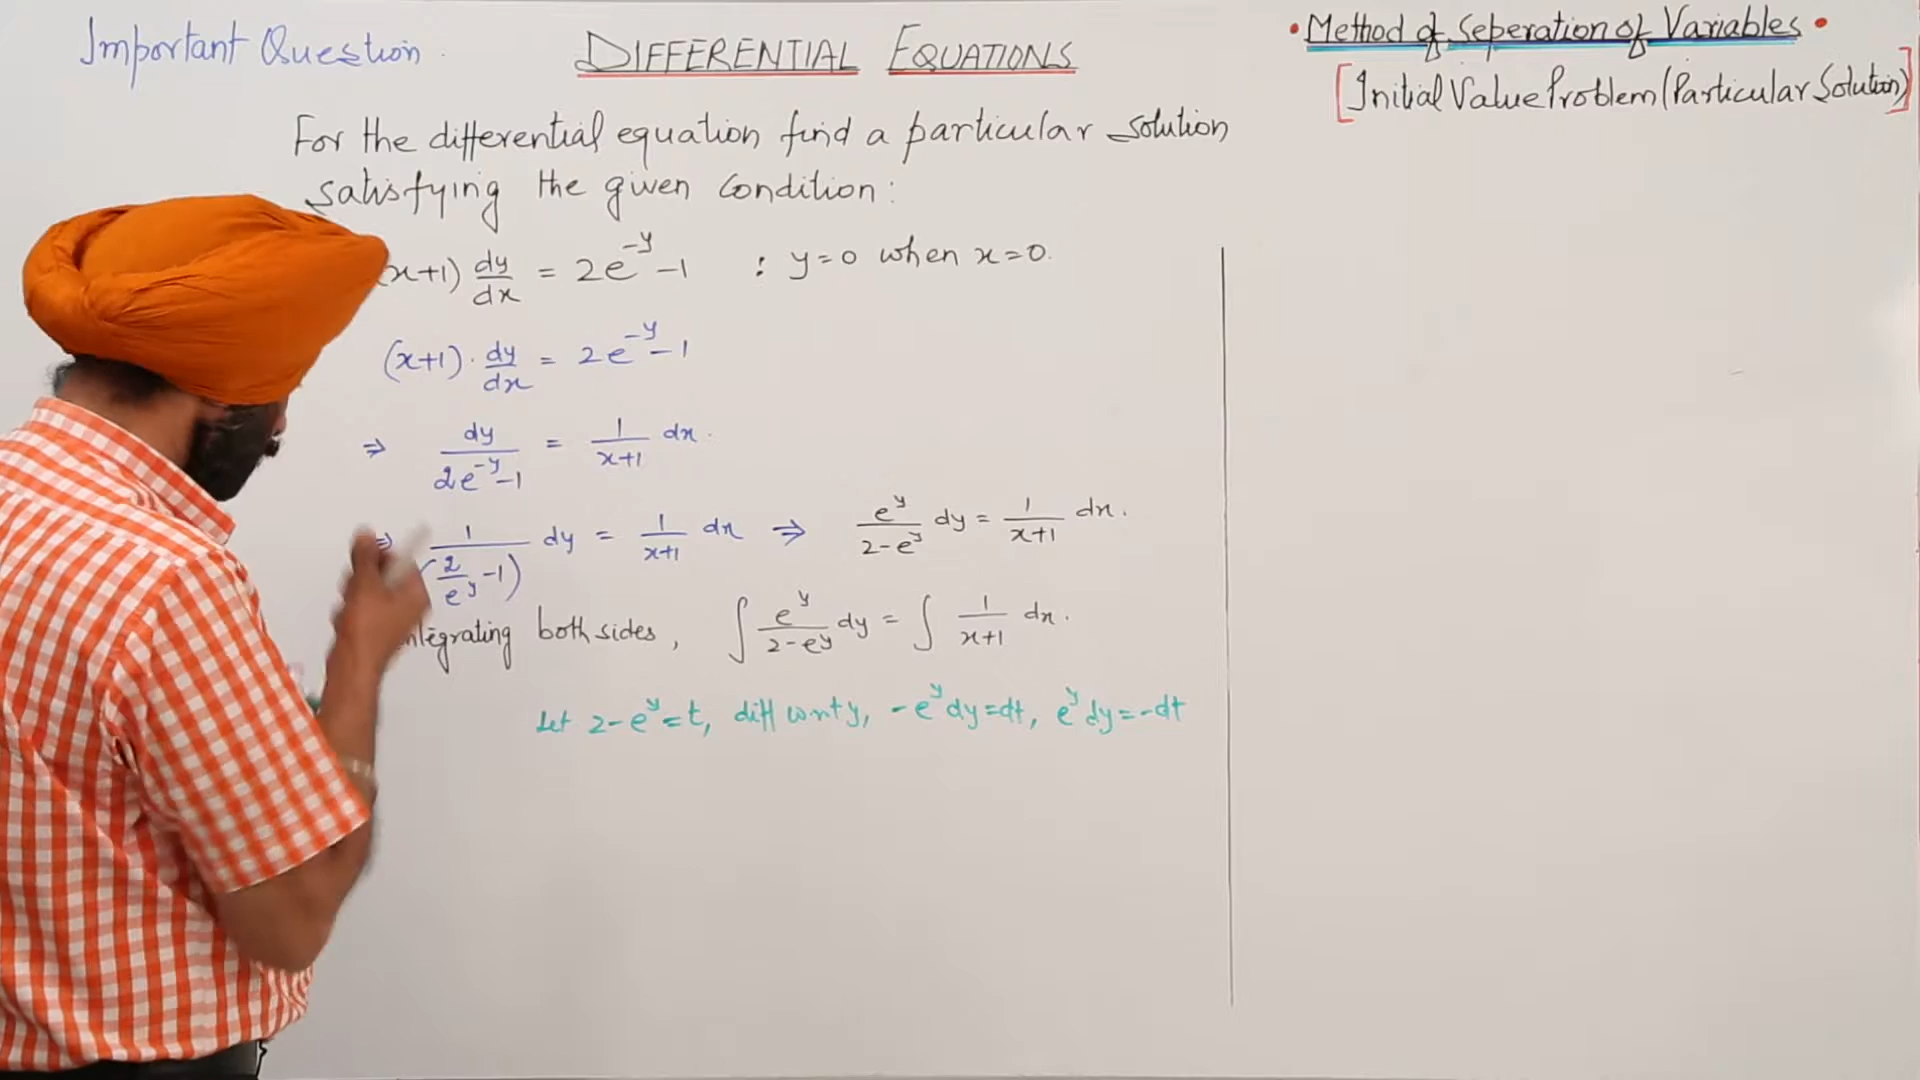 Important Question
DIFFERENTIAL EQUATIONS
• Method of Seperation of Variables •
[Initial Value Problem (Particular Solution)]
For the differential equation find a particular solution
satisfying the given condition:
x+1) dy/dx = 2e^-y - 1 : y=0 when x=0.
(x+1) · dy/dx = 2e^-y - 1
⇒ dy/(2e^-y - 1) = 1/(x+1) dx.
⇒ 1/(2/e^y - 1) dy = 1/(x+1) dx ⇒ e^y/(2-e^y) dy = 1/(x+1) dx.
integrating both sides, ∫ e^y/(2-e^y) dy = ∫ 1/(x+1) dx.
Let 2-e^y=t, diff wrt y, -e^y dy=dt, e^y dy=-dt